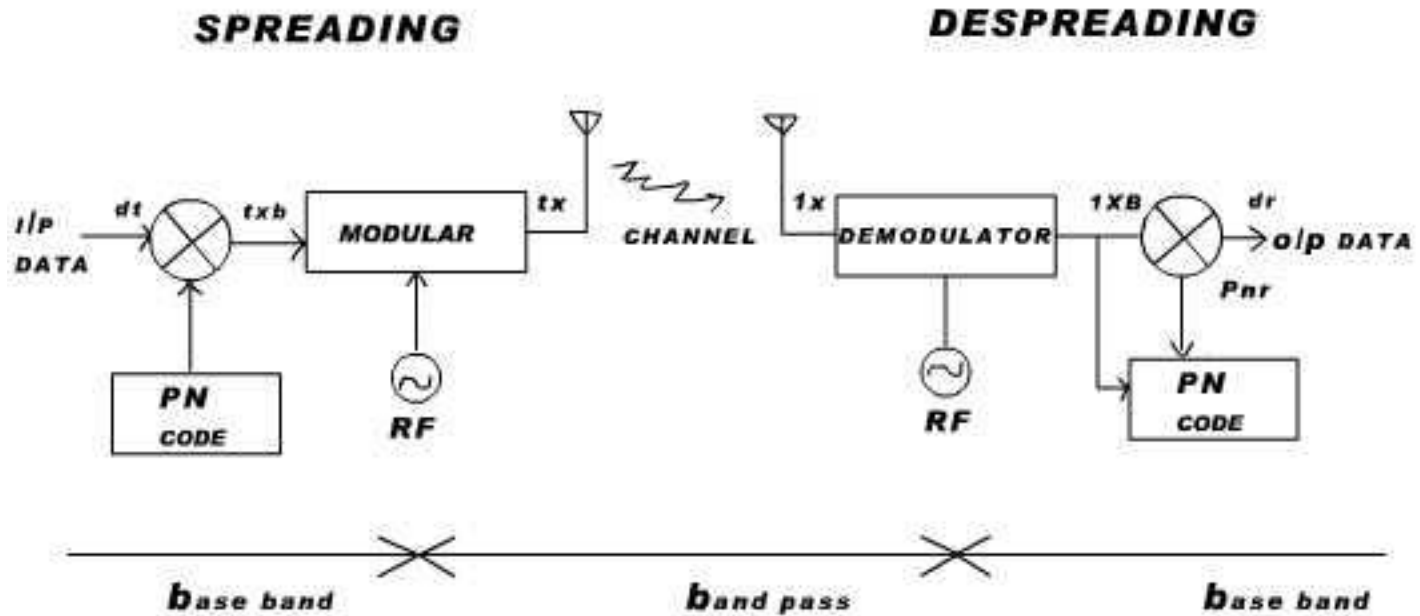 SPREADING
DESPREADING
I/P
DATA
dt
txb
MODULAR
tx
CHANNEL
1x
DEMODULATOR
1XB
dr
o/p DATA
Pnr
PN
CODE
RF
RF
PN
CODE
base band
band pass
base band